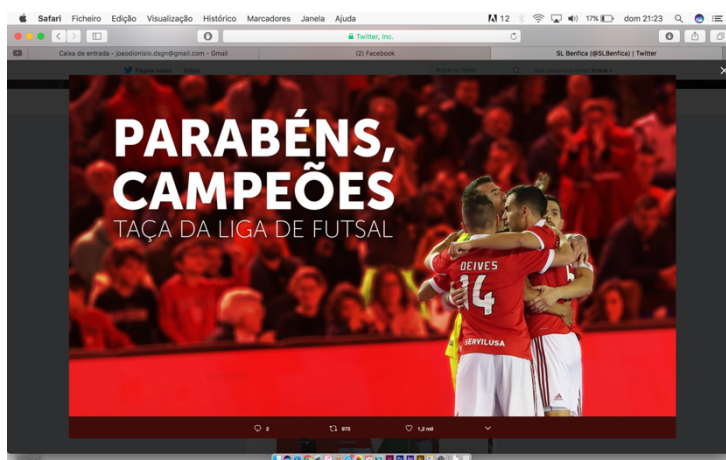 Safari Ficheiro Edição Visualização Histórico Marcadores Janela Ajuda 12 17% dom 21:23
Twitter, Inc.
Caixa de entrada - joaodionisio.dsgn@gmail.com - Gmail (2) Facebook SL Benfica (@SLBenfica) | Twitter
PARABÉNS,
CAMPEÕES
TAÇA DA LIGA DE FUTSAL
DEIVES
14
SERVILUSA
2 975 1,2 mil